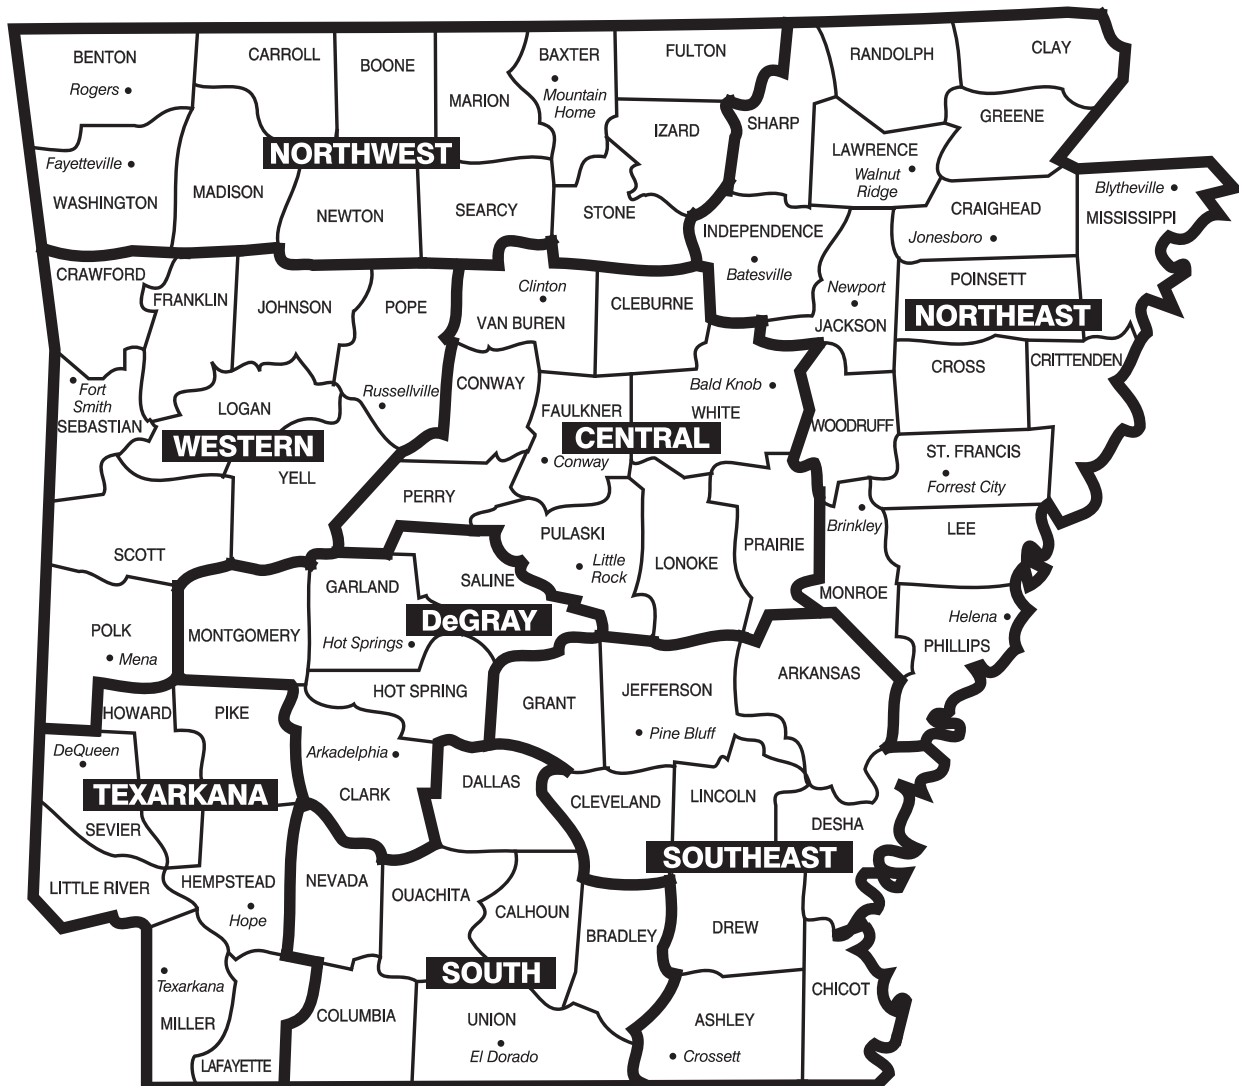 BENTON
CARROLL
BOONE
MARION
BAXTER
FULTON
RANDOLPH
CLAY
Rogers
Mountain
Home
IZARD
SHARP
GREENE
LAWRENCE
Walnut
Ridge
Fayetteville
NORTHWEST
WASHINGTON
MADISON
NEWTON
SEARCY
STONE
INDEPENDENCE
Batesville
CRAIGHEAD
Jonesboro
Blytheville
MISSISSIPPI
CRAWFORD
FRANKLIN
JOHNSON
POPE
Clinton
VAN BUREN
CLEBURNE
Newport
JACKSON
POINSETT
NORTHEAST
Fort
Smith
SEBASTIAN
LOGAN
Russellville
CONWAY
FAULKNER
Bald Knob
WHITE
WOODRUFF
CROSS
CRITTENDEN
WESTERN
CENTRAL
YELL
Conway
ST. FRANCIS
Forrest City
PERRY
PULASKI
Little
Rock
LONOKE
PRAIRIE
Brinkley
LEE
SCOTT
GARLAND
SALINE
MONROE
POLK
Mena
MONTGOMERY
DeGRAY
Hot Springs
Helena
PHILLIPS
HOT SPRING
GRANT
JEFFERSON
Pine Bluff
ARKANSAS
HOWARD
PIKE
DeQueen
Arkadelphia
CLARK
DALLAS
CLEVELAND
LINCOLN
DESHA
TEXARKANA
SEVIER
SOUTHEAST
LITTLE RIVER
HEMPSTEAD
Hope
NEVADA
OUACHITA
CALHOUN
BRADLEY
DREW
SOUTH
Texarkana
MILLER
LAFAYETTE
COLUMBIA
UNION
El Dorado
ASHLEY
Crossett
CHICOT